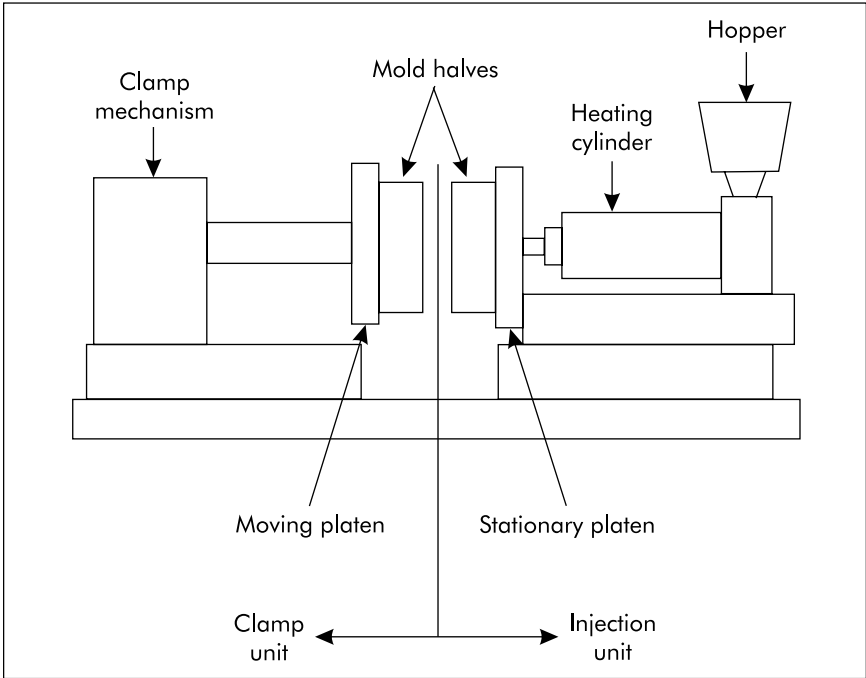 Hopper
Mold halves
Clamp
mechanism
Heating
cylinder
Moving platen
Stationary platen
Clamp
unit
Injection
unit